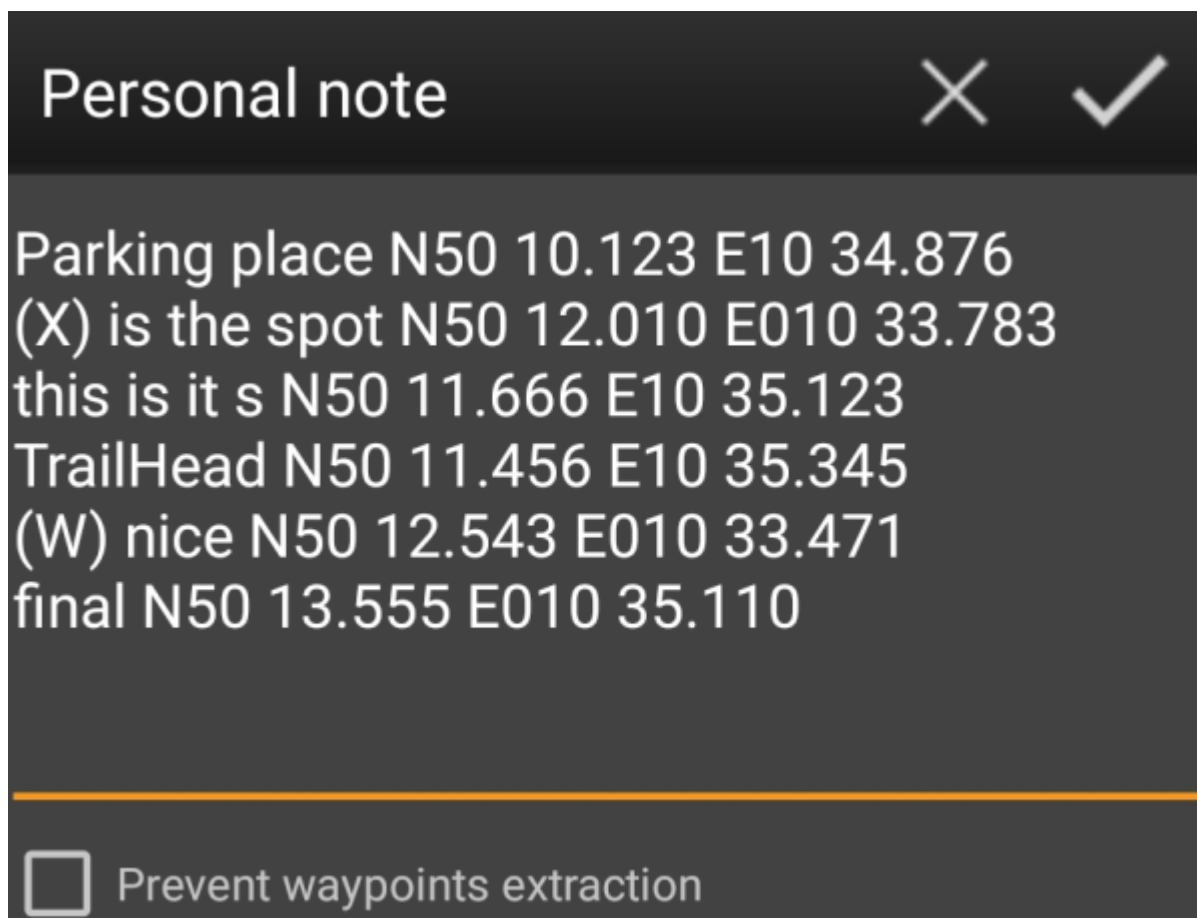 Personal note
Parking place N50 10.123 E10 34.876
(X) is the spot N50 12.010 E010 33.783
this is it s N50 11.666 E10 35.123
TrailHead N50 11.456 E10 35.345
(W) nice N50 12.543 E010 33.471
final N50 13.555 E010 35.110
Prevent waypoints extraction